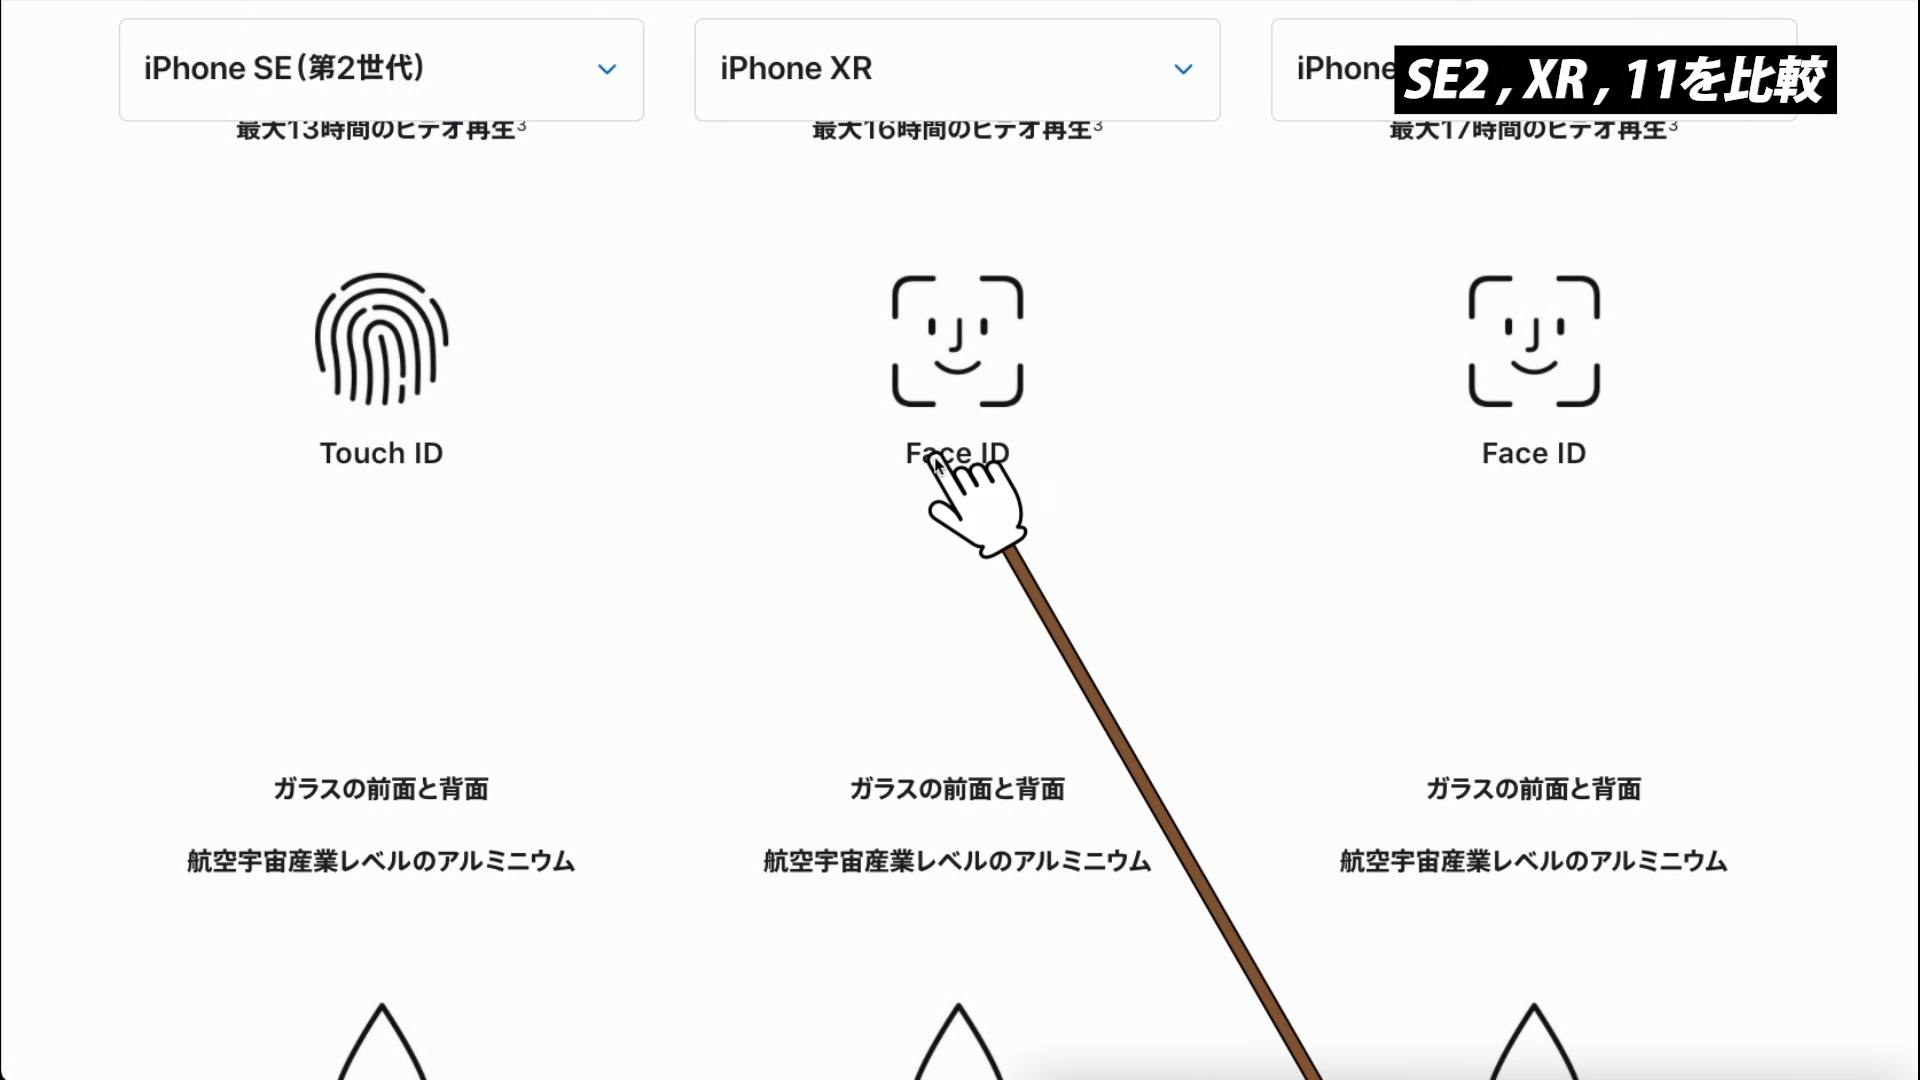 iPhone SE(第2世代)
iPhone XR
iPhone
SE2 , XR , 11を比較
最大13時間のビデオ再生3
最大16時間のビデオ再生3
最大17時間のビデオ再生3
Touch ID
Face ID
Face ID
ガラスの前面と背面
ガラスの前面と背面
ガラスの前面と背面
航空宇宙産業レベルのアルミニウム
航空宇宙産業レベルのアルミニウム
航空宇宙産業レベルのアルミニウム